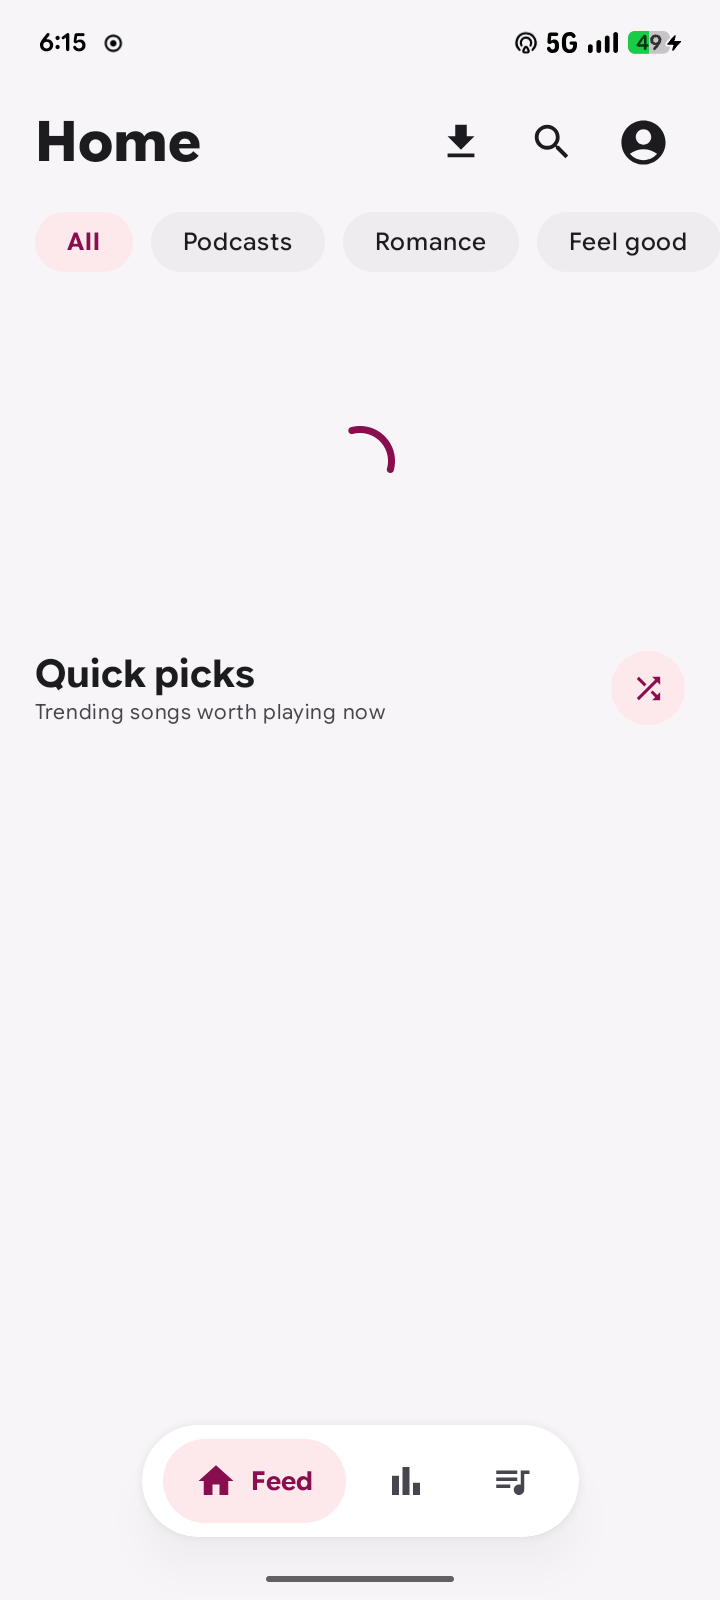 6:15
5G
49
Home
All
Podcasts
Romance
Feel good
Quick picks
Trending songs worth playing now
Feed